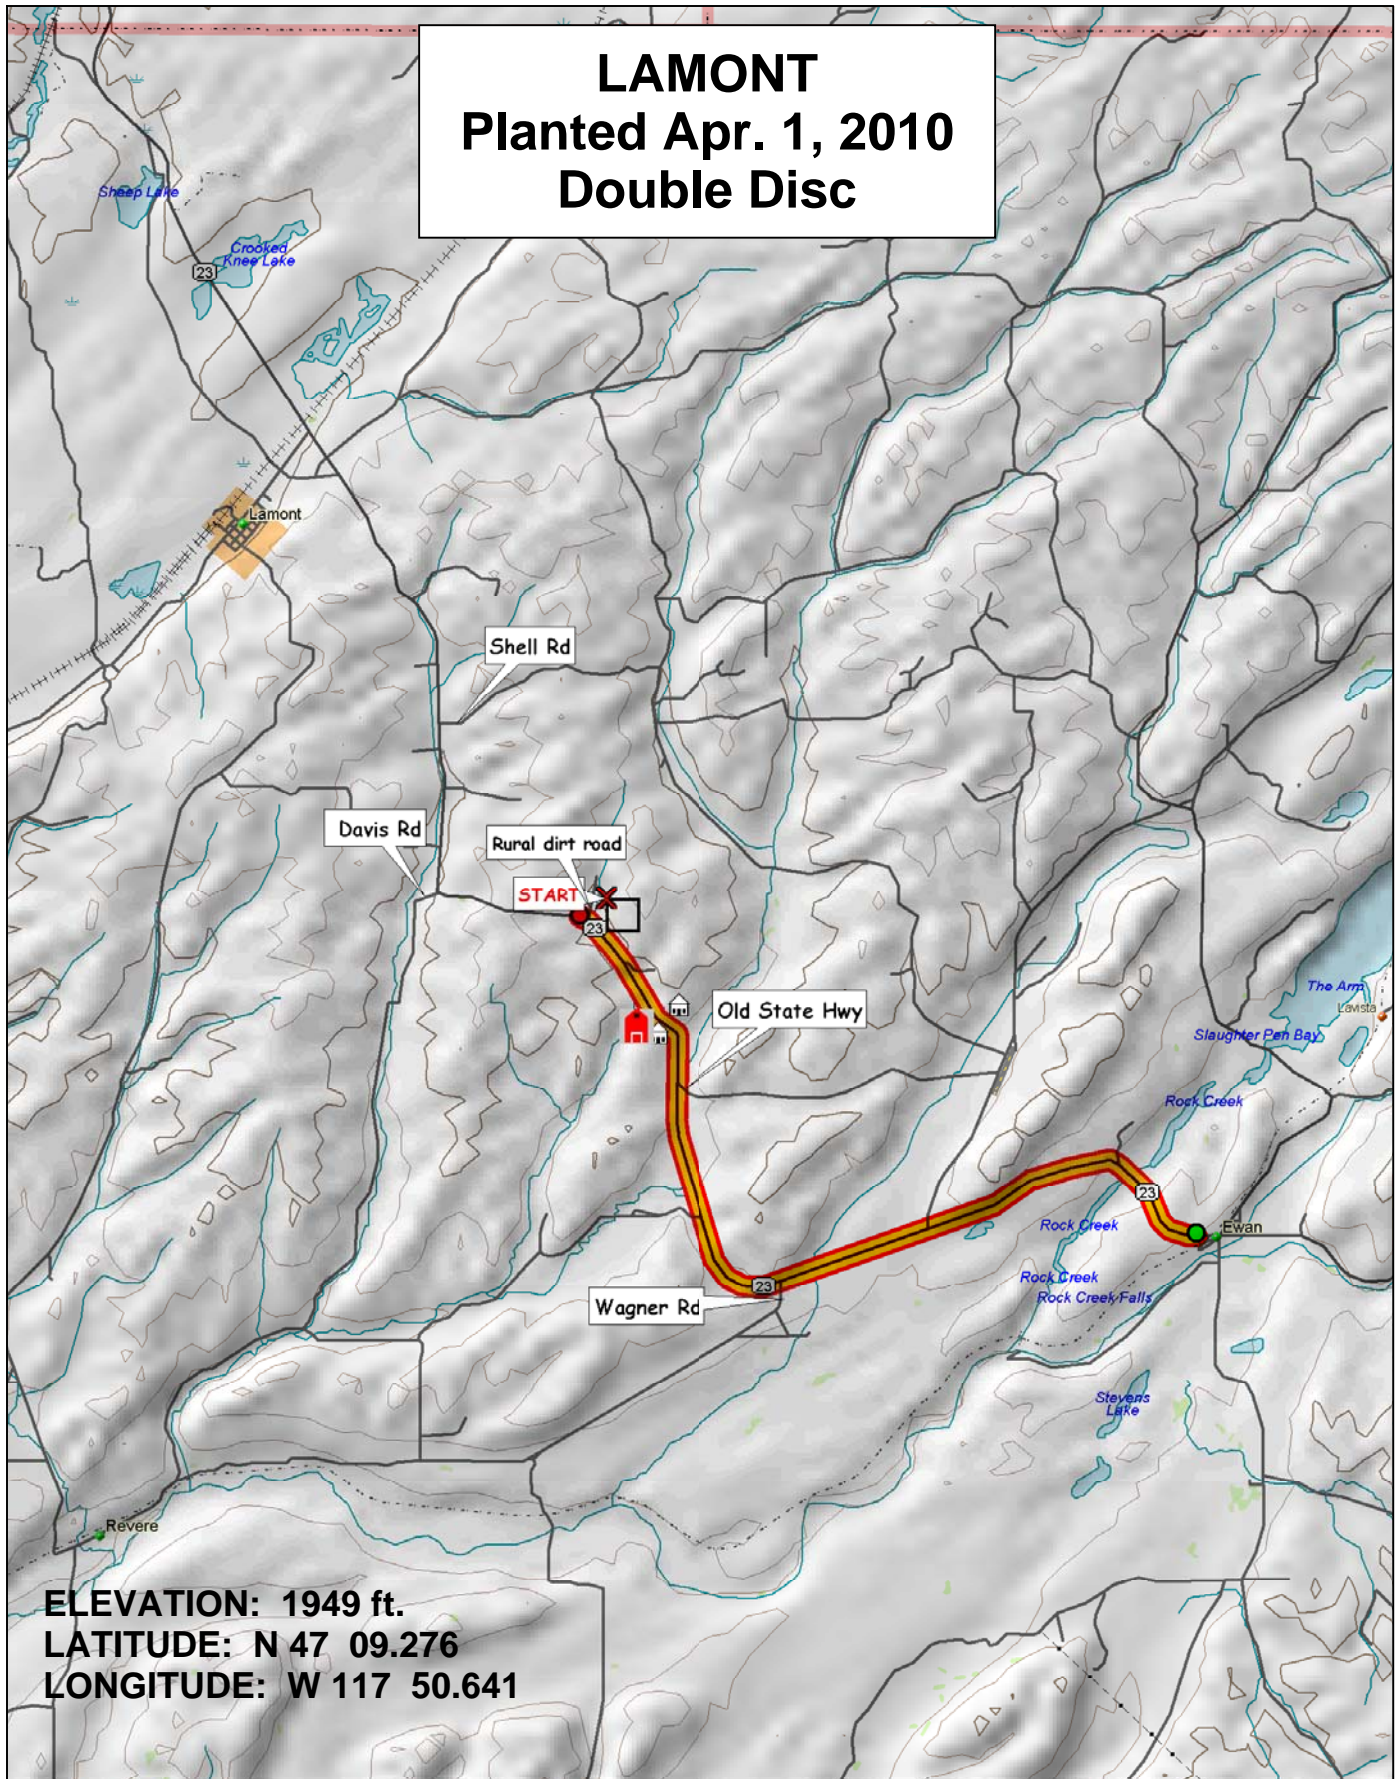 LAMONT
Planted Apr. 1, 2010
Double Disc
Sheep Lake
Crooked
Knee Lake
23
Lamont
Shell Rd
Davis Rd
Rural dirt road
START
23
Old State Hwy
The Arm
Lavista
Slaughter Pen Bay
Rock Creek
23
Rock Creek
Ewan
Rock Creek
23
Rock Creek Falls
Wagner Rd
Stevens
Lake
Revere
ELEVATION: 1949 ft.
LATITUDE: N 47 09.276
LONGITUDE: W 117 50.641